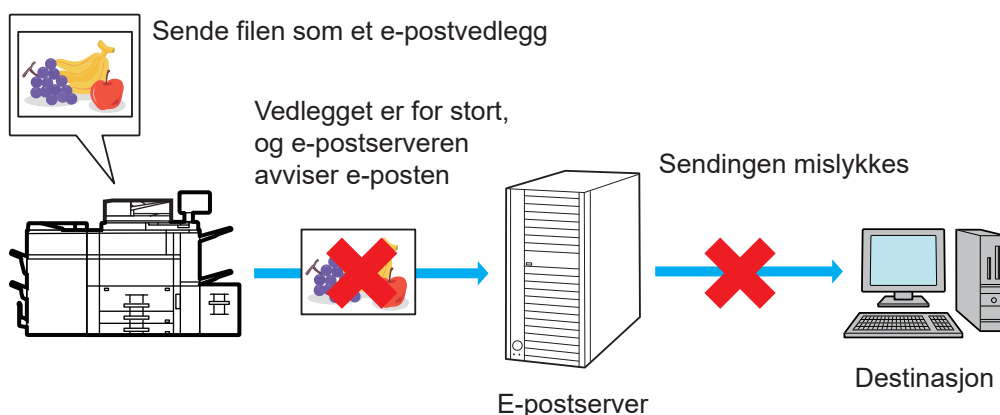 Sende filen som et e-postvedlegg
Vedlegget er for stort,
og e-postserveren
avviser e-posten
Sendingen mislykkes
E-postserver
Destinasjon